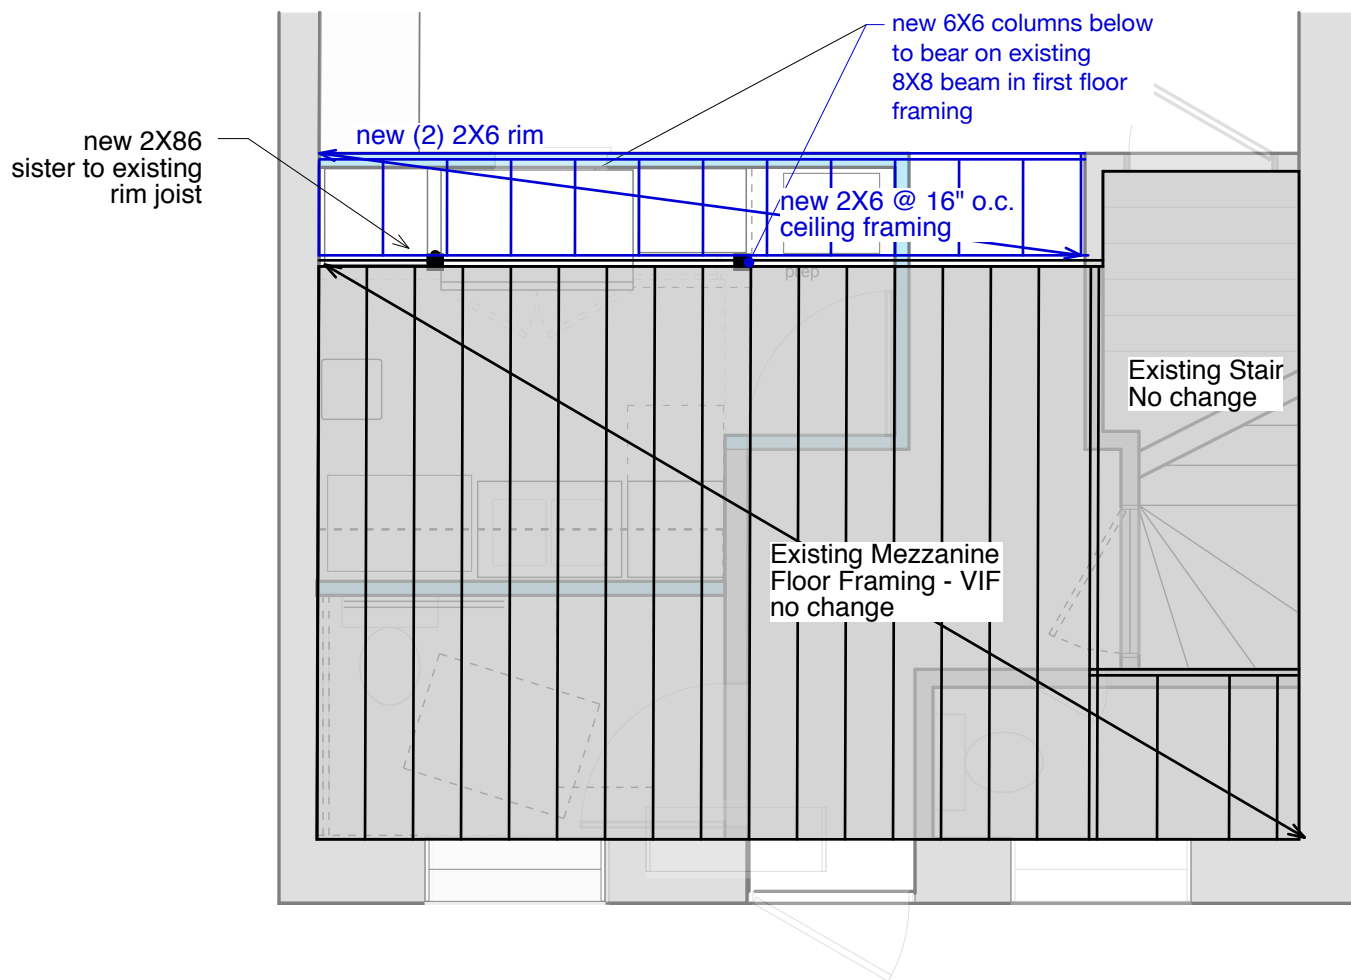 new 6X6 columns below
to bear on existing
8X8 beam in first floor
framing
new (2) 2X6 rim
new 2X86
sister to existing
rim joist
new 2X6 @ 16" o.c.
ceiling framing
prep
Existing Stair
No change
Existing Mezzanine
Floor Framing - VIF
no change